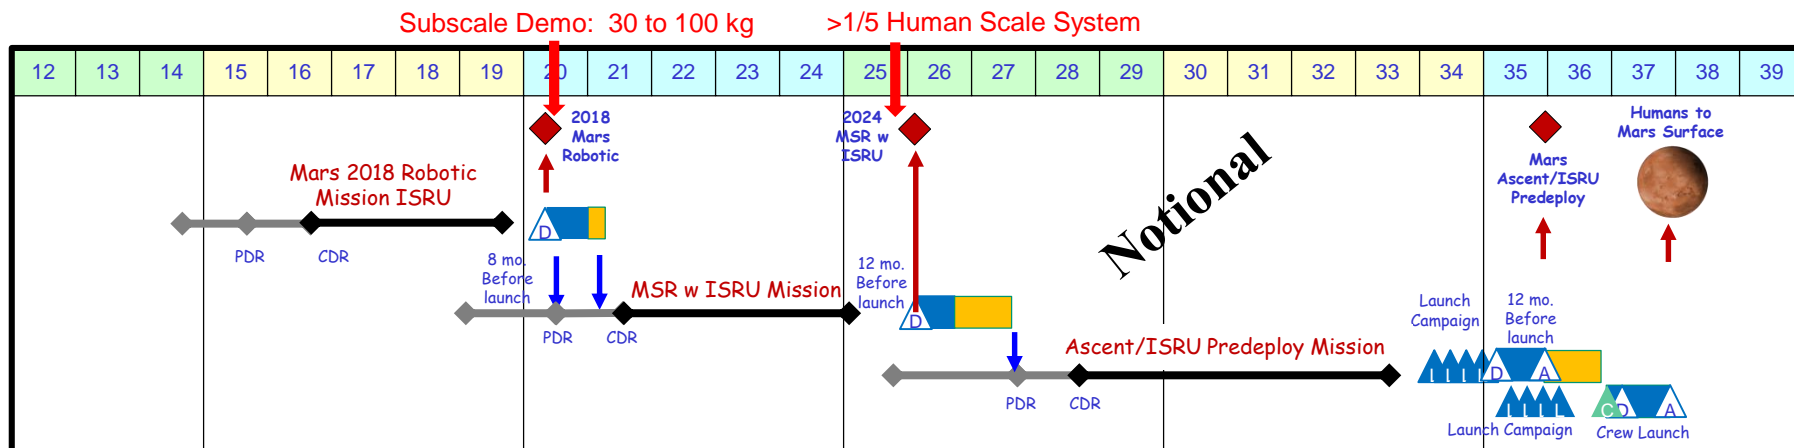 Subscale Demo:  30 to 100 kg
>1/5 Human Scale System
12 13 14 15 16 17 18 19 20 21 22 23 24 25 26 27 28 29 30 31 32 33 34 35 36 37 38 39
2018
Mars
Robotic
2024
MSR w
ISRU
Notional
Humans to
Mars Surface
Mars
Ascent/ISRU
Predeploy
Mars 2018 Robotic
Mission ISRU
D
PDR
CDR
8 mo.
Before
launch
MSR w ISRU Mission
PDR
CDR
12 mo.
Before
launch
D
Ascent/ISRU Predeploy Mission
PDR
CDR
Launch
Campaign
12 mo.
Before
launch
L L L L
D A
L L L L
C D A
Launch Campaign
Crew Launch